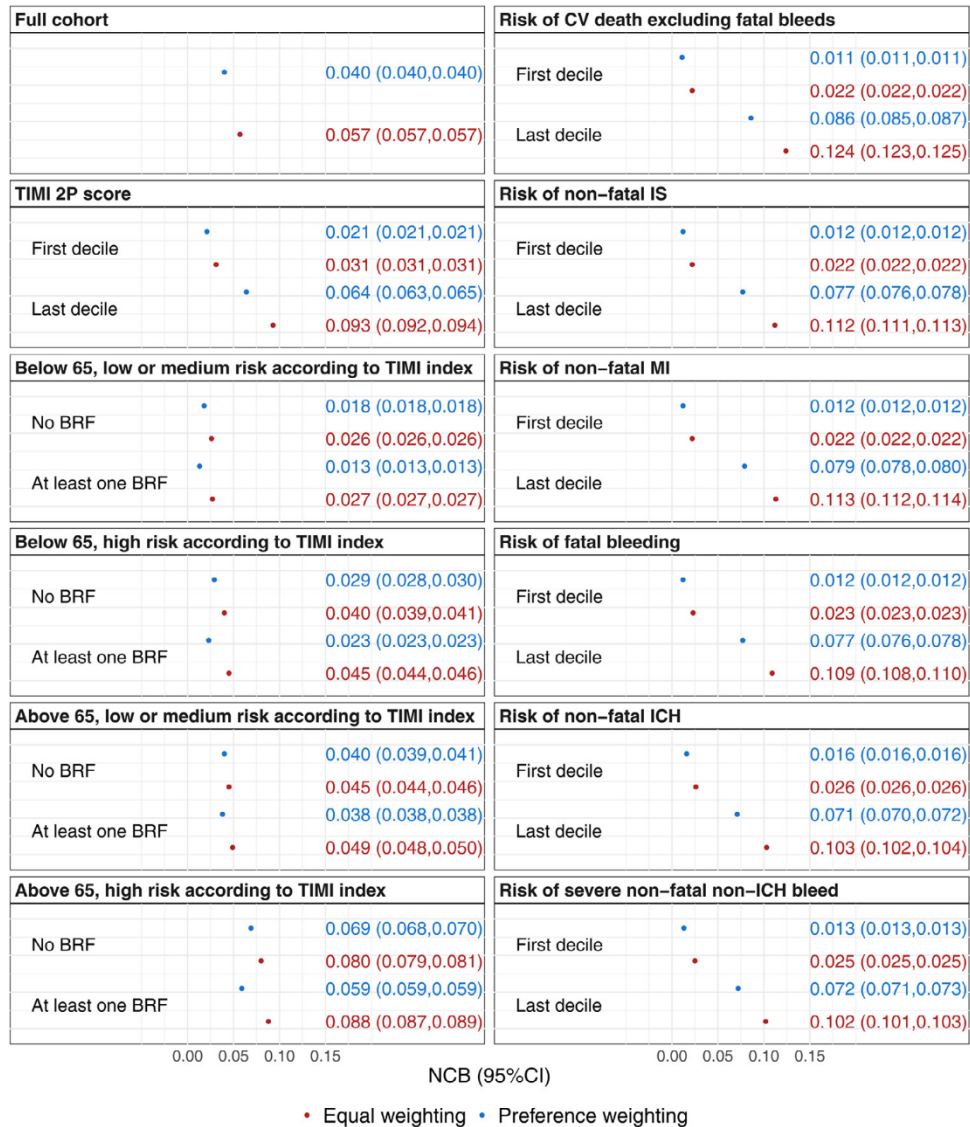 Full cohort
0.040 (0.040,0.040)
0.057 (0.057,0.057)
TIMI 2P score
First decile
0.021 (0.021,0.021)
0.031 (0.031,0.031)
Last decile
0.064 (0.063,0.065)
0.093 (0.092,0.094)
Below 65, low or medium risk according to TIMI index
No BRF
0.018 (0.018,0.018)
0.026 (0.026,0.026)
At least one BRF
0.013 (0.013,0.013)
0.027 (0.027,0.027)
Below 65, high risk according to TIMI index
No BRF
0.029 (0.028,0.030)
0.040 (0.039,0.041)
At least one BRF
0.023 (0.023,0.023)
0.045 (0.044,0.046)
Above 65, low or medium risk according to TIMI index
No BRF
0.040 (0.039,0.041)
0.045 (0.044,0.046)
At least one BRF
0.038 (0.038,0.038)
0.049 (0.048,0.050)
Above 65, high risk according to TIMI index
No BRF
0.069 (0.068,0.070)
0.080 (0.079,0.081)
At least one BRF
0.059 (0.059,0.059)
0.088 (0.087,0.089)
0.00 0.05 0.10 0.15
Risk of CV death excluding fatal bleeds
First decile
0.011 (0.011,0.011)
0.022 (0.022,0.022)
Last decile
0.086 (0.085,0.087)
0.124 (0.123,0.125)
Risk of non−fatal IS
First decile
0.012 (0.012,0.012)
0.022 (0.022,0.022)
Last decile
0.077 (0.076,0.078)
0.112 (0.111,0.113)
Risk of non−fatal MI
First decile
0.012 (0.012,0.012)
0.022 (0.022,0.022)
Last decile
0.079 (0.078,0.080)
0.113 (0.112,0.114)
Risk of fatal bleeding
First decile
0.012 (0.012,0.012)
0.023 (0.023,0.023)
Last decile
0.077 (0.076,0.078)
0.109 (0.108,0.110)
Risk of non−fatal ICH
First decile
0.016 (0.016,0.016)
0.026 (0.026,0.026)
Last decile
0.071 (0.070,0.072)
0.103 (0.102,0.104)
Risk of severe non−fatal non−ICH bleed
First decile
0.013 (0.013,0.013)
0.025 (0.025,0.025)
Last decile
0.072 (0.071,0.073)
0.102 (0.101,0.103)
0.00 0.05 0.10 0.15
NCB (95%CI)
Equal weighting Preference weighting